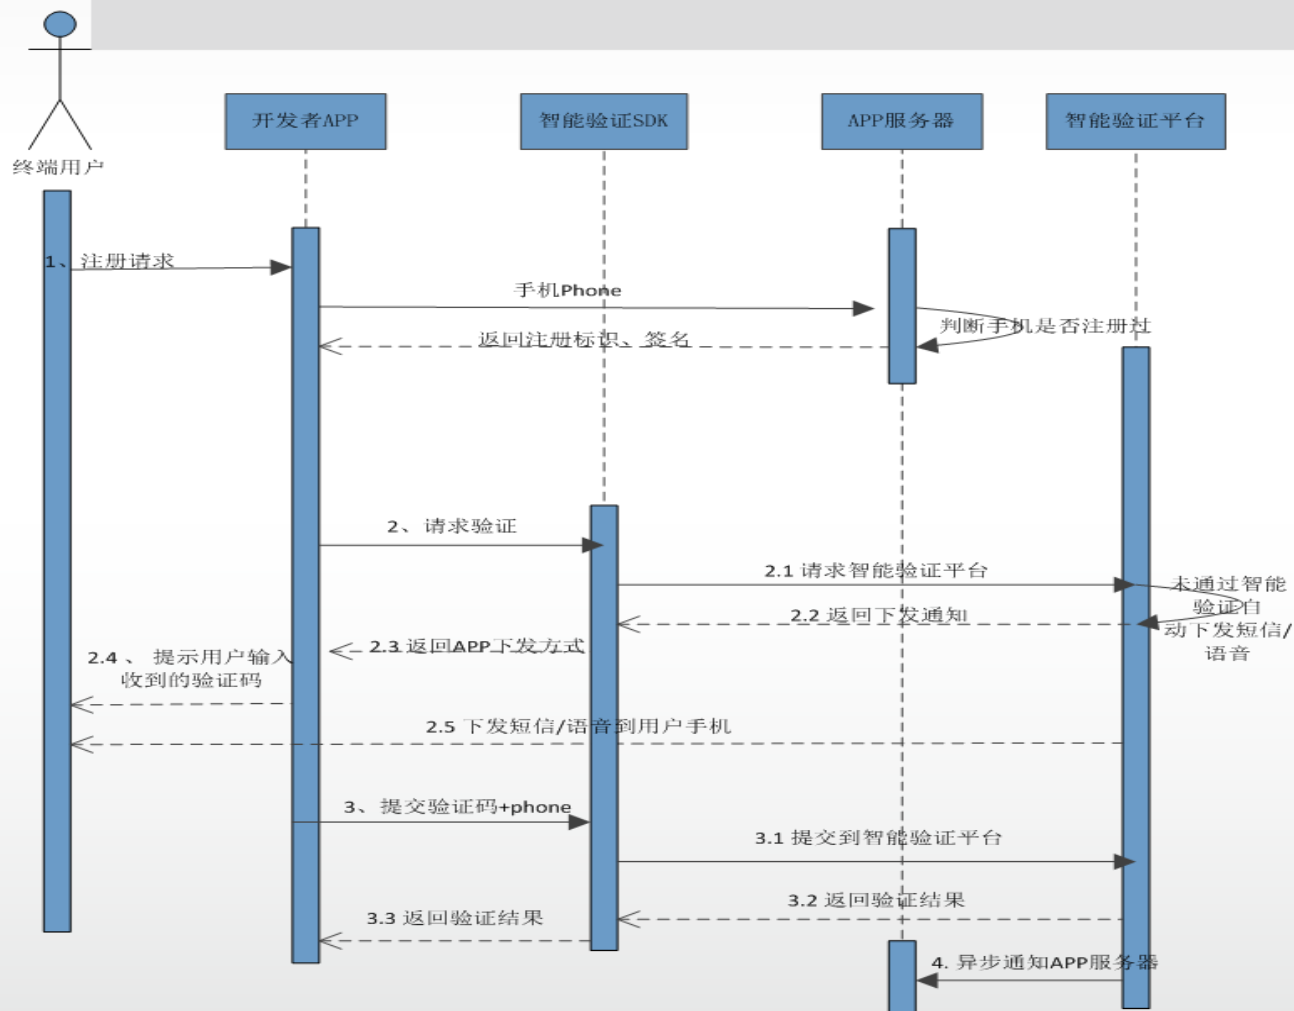 开发者APP
智能验证SDK
APP服务器
智能验证平台
终端用户
1、注册请求
手机Phone
判断手机是否注册过
返回注册标识、签名
2、请求验证
2.1 请求智能验证平台
未通过智能
验证自
动下发短信/
语音
2.2 返回下发通知
2.3 返回APP下发方式
2.4 、 提示用户输入
收到的验证码
2.5 下发短信/语音到用户手机
3、提交验证码+phone
3.1 提交到智能验证平台
3.2 返回验证结果
3.3 返回验证结果
4. 异步通知APP服务器